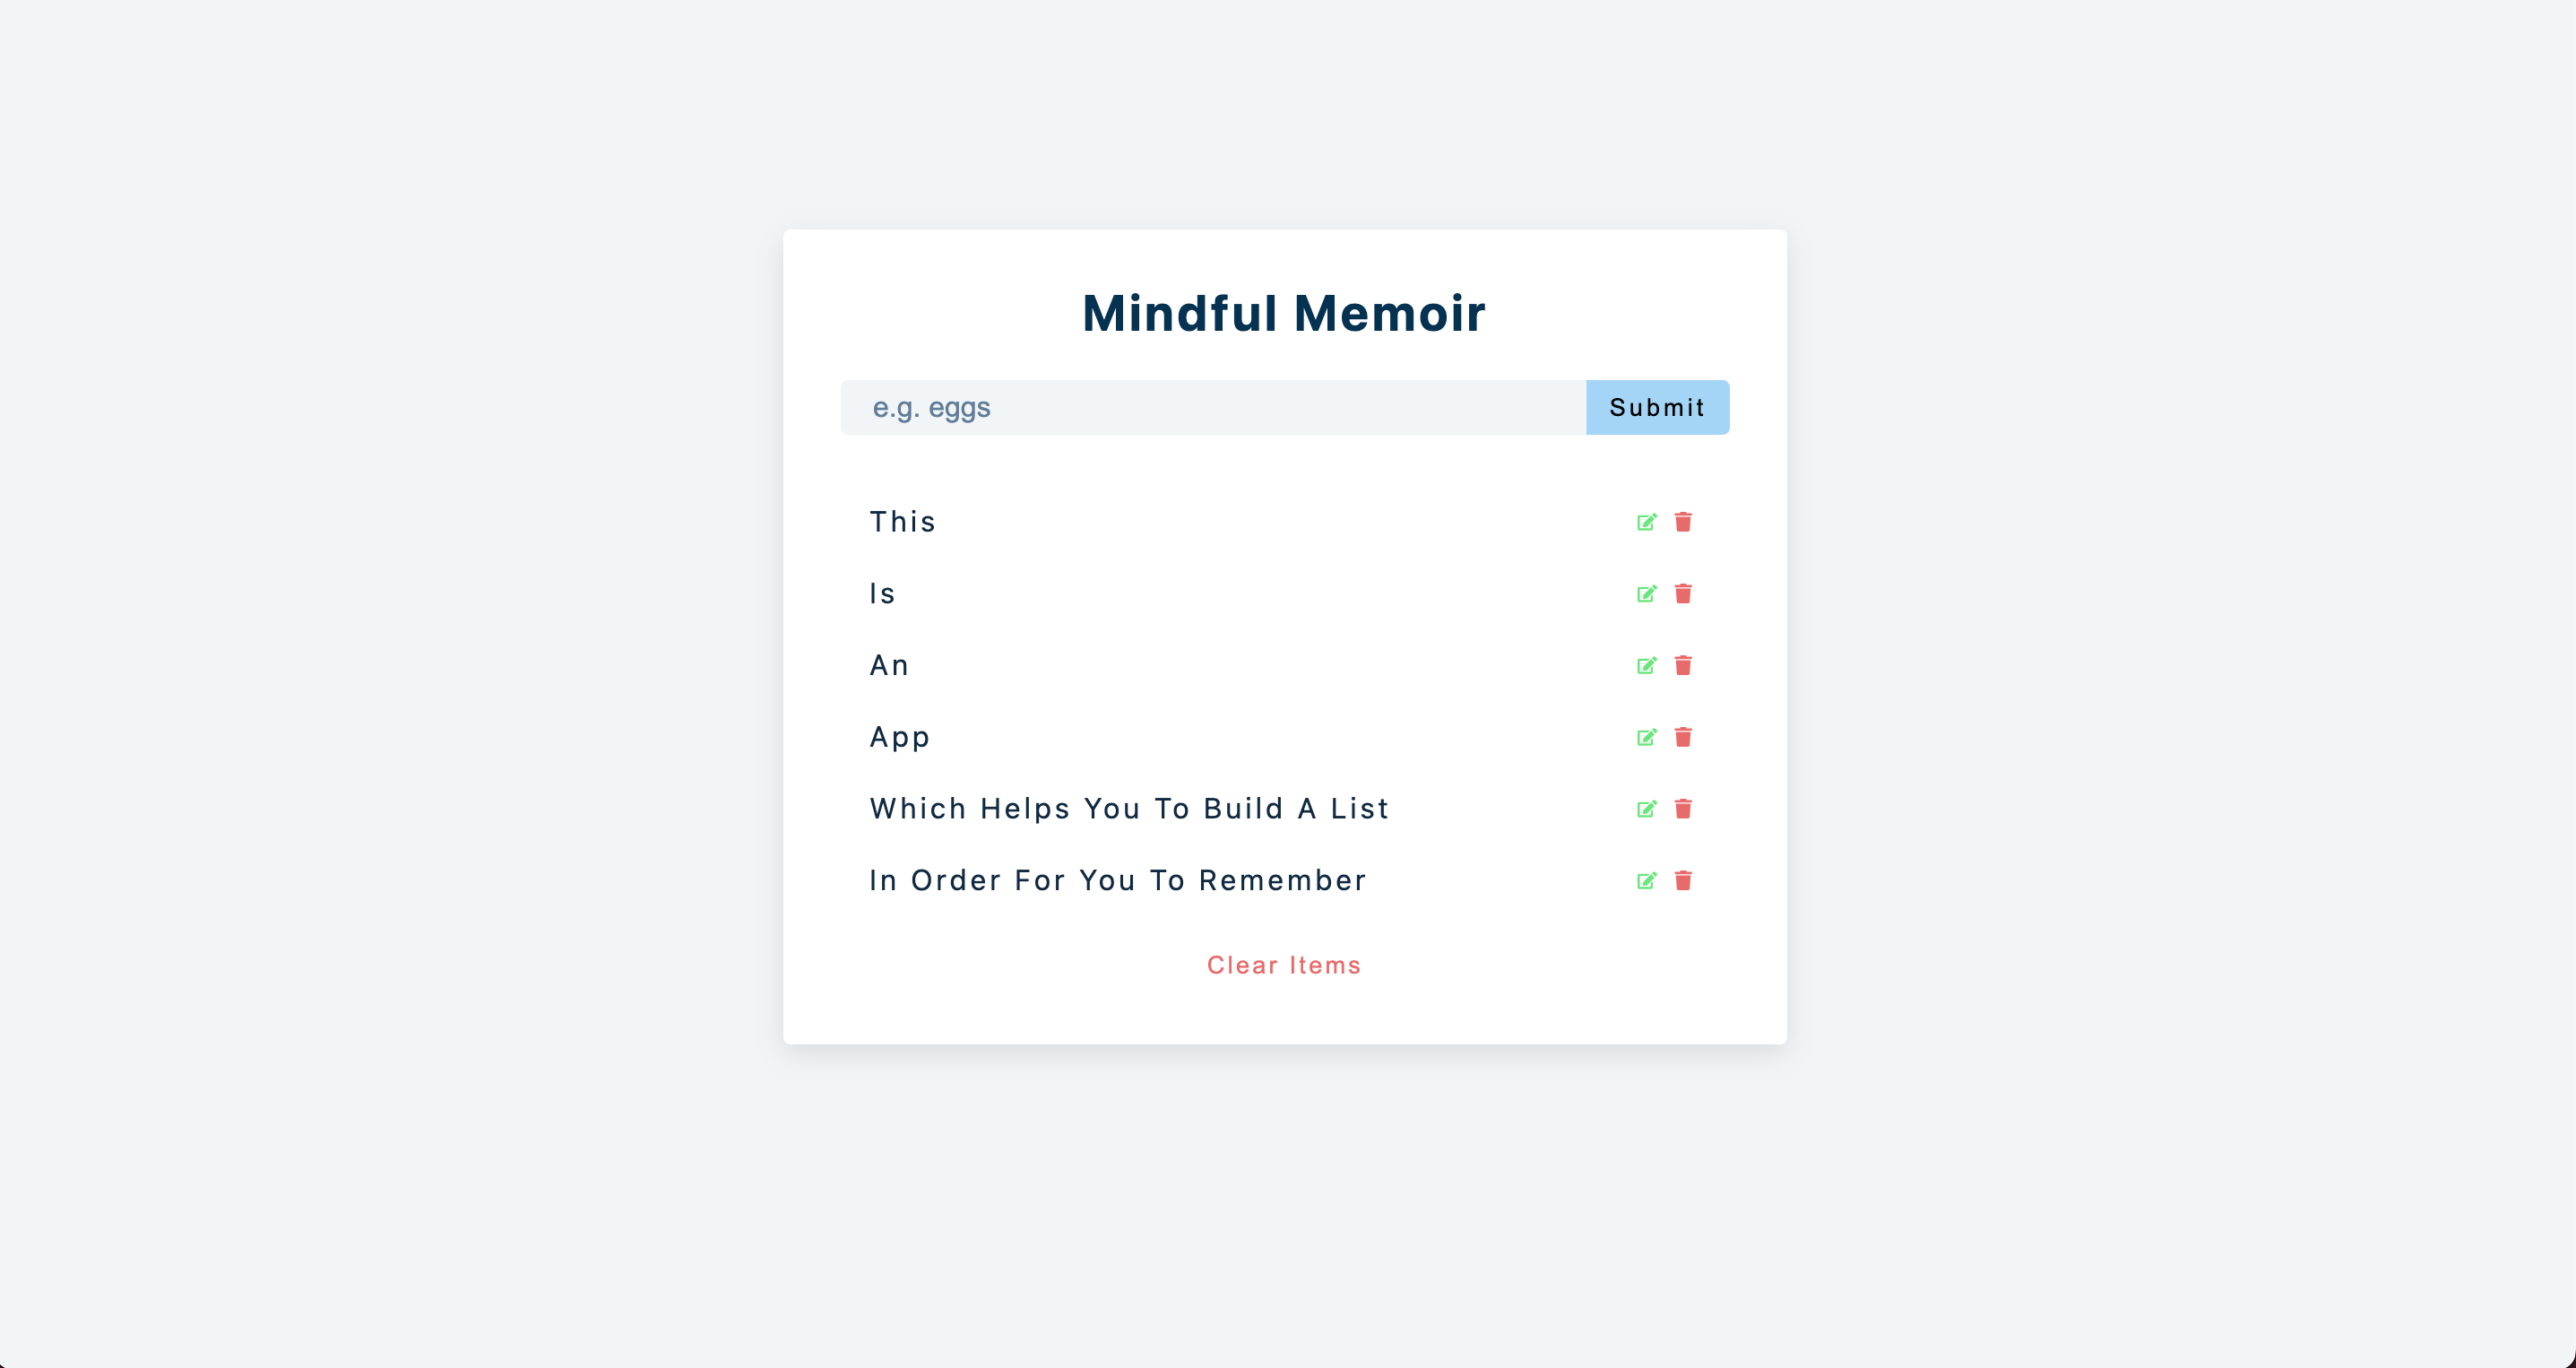 Mindful Memoir
e.g. eggs
Submit
This
Is
An
App
Which Helps You To Build A List
In Order For You To Remember
Clear Items